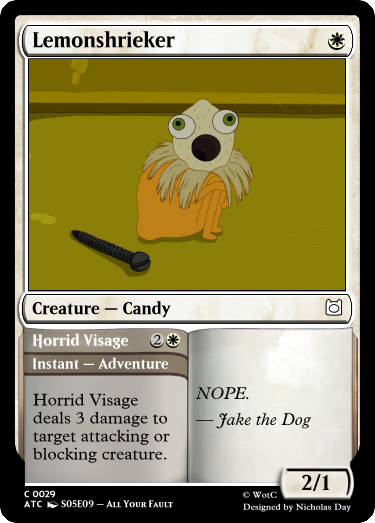 Lemonshrieker
Creature — Candy
Horrid Visage 2
Instant — Adventure
Horrid Visage
deals 3 damage to
target attacking or
blocking creature.
NOPE.
— Jake the Dog
2/1
C 0029
ATC S05E09 — All Your Fault
© WotC
Designed by Nicholas Day